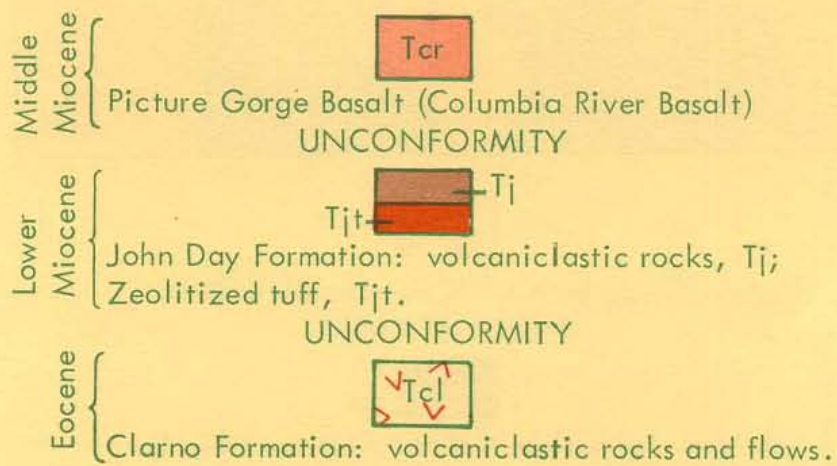 Middle
Miocene
Tcr
Picture Gorge Basalt (Columbia River Basalt)
UNCONFORMITY
Lower
Miocene
Tj
Tjt
John Day Formation: volcaniclastic rocks, Tj;
Zeolitized tuff, Tjt.
UNCONFORMITY
Eocene
Tcl
Clarno Formation: volcaniclastic rocks and flows.